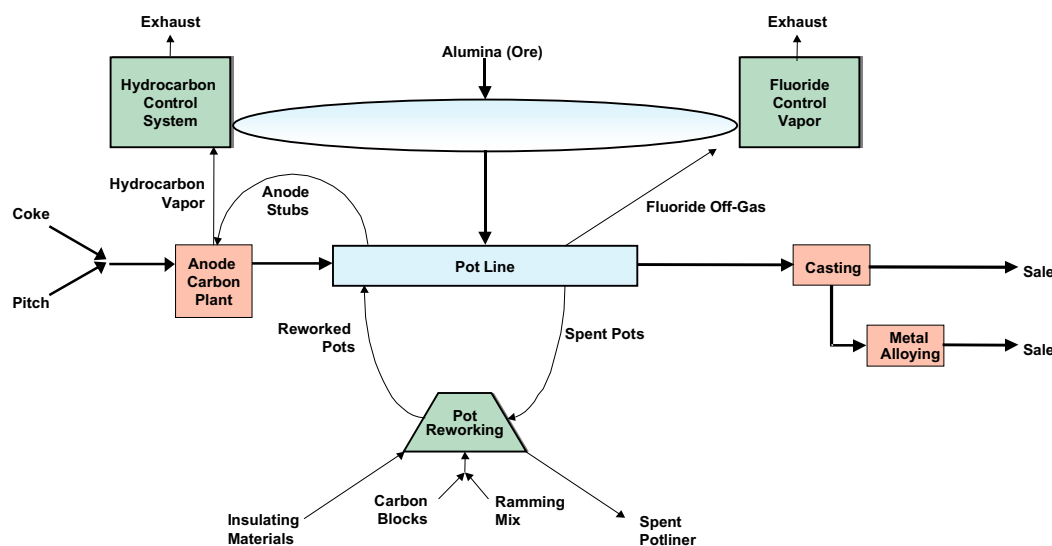 Exhaust
Exhaust
Alumina (Ore)
Hydrocarbon
Control
System
Fluoride
Control
Vapor
Hydrocarbon
Vapor
Anode
Stubs
Fluoride Off-Gas
Coke
Pitch
Anode
Carbon
Plant
Pot Line
Casting
Sale
Reworked
Pots
Spent Pots
Metal
Alloying
Sale
Pot
Reworking
Insulating
Materials
Carbon
Blocks
Ramming
Mix
Spent
Potliner